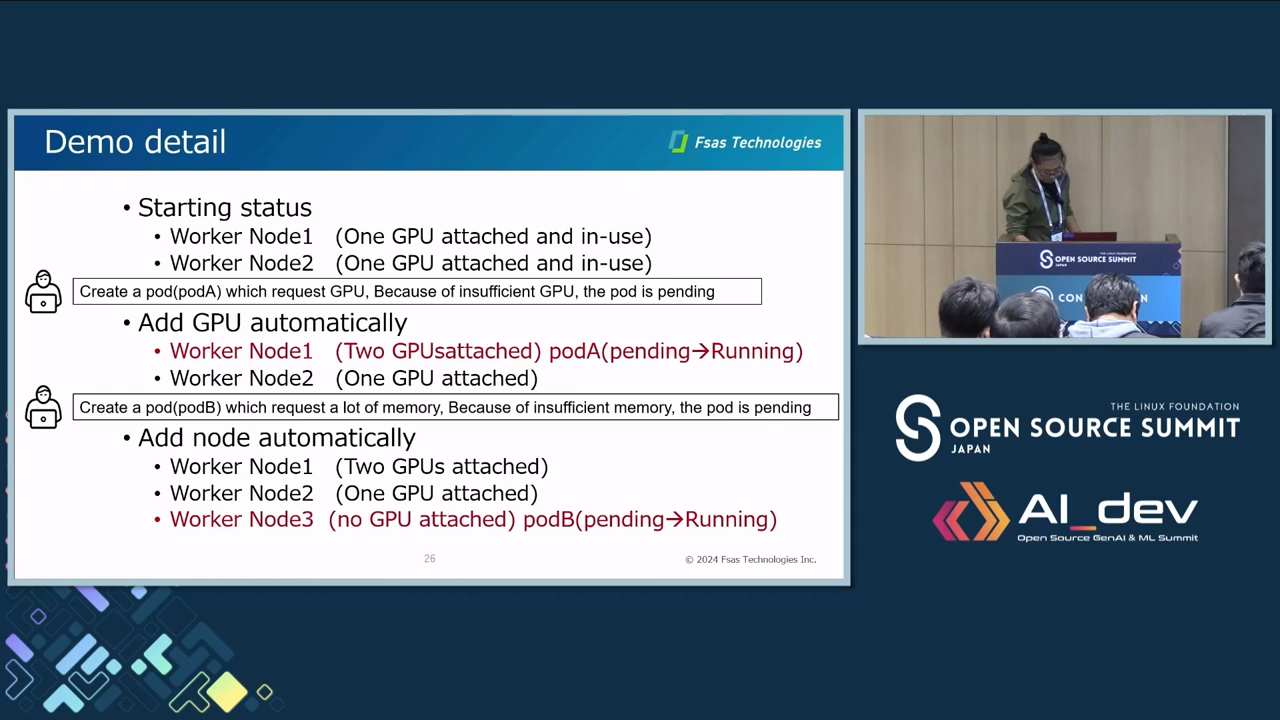 Demo detail
Fsas Technologies
• Starting status
• Worker Node1 (One GPU attached and in-use)
• Worker Node2 (One GPU attached and in-use)
Create a pod(podA) which request GPU, Because of insufficient GPU, the pod is pending
• Add GPU automatically
• Worker Node1 (Two GPUsattached) podA(pending→Running)
• Worker Node2 (One GPU attached)
Create a pod(podB) which request a lot of memory, Because of insufficient memory, the pod is pending
• Add node automatically
• Worker Node1 (Two GPUs attached)
• Worker Node2 (One GPU attached)
• Worker Node3 (no GPU attached) podB(pending→Running)
26
© 2024 Fsas Technologies Inc.
OPEN SOURCE SUMMIT
JAPAN
THE LINUX FOUNDATION
OPEN SOURCE SUMMIT
JAPAN
AI_dev
Open Source GenAI & ML Summit